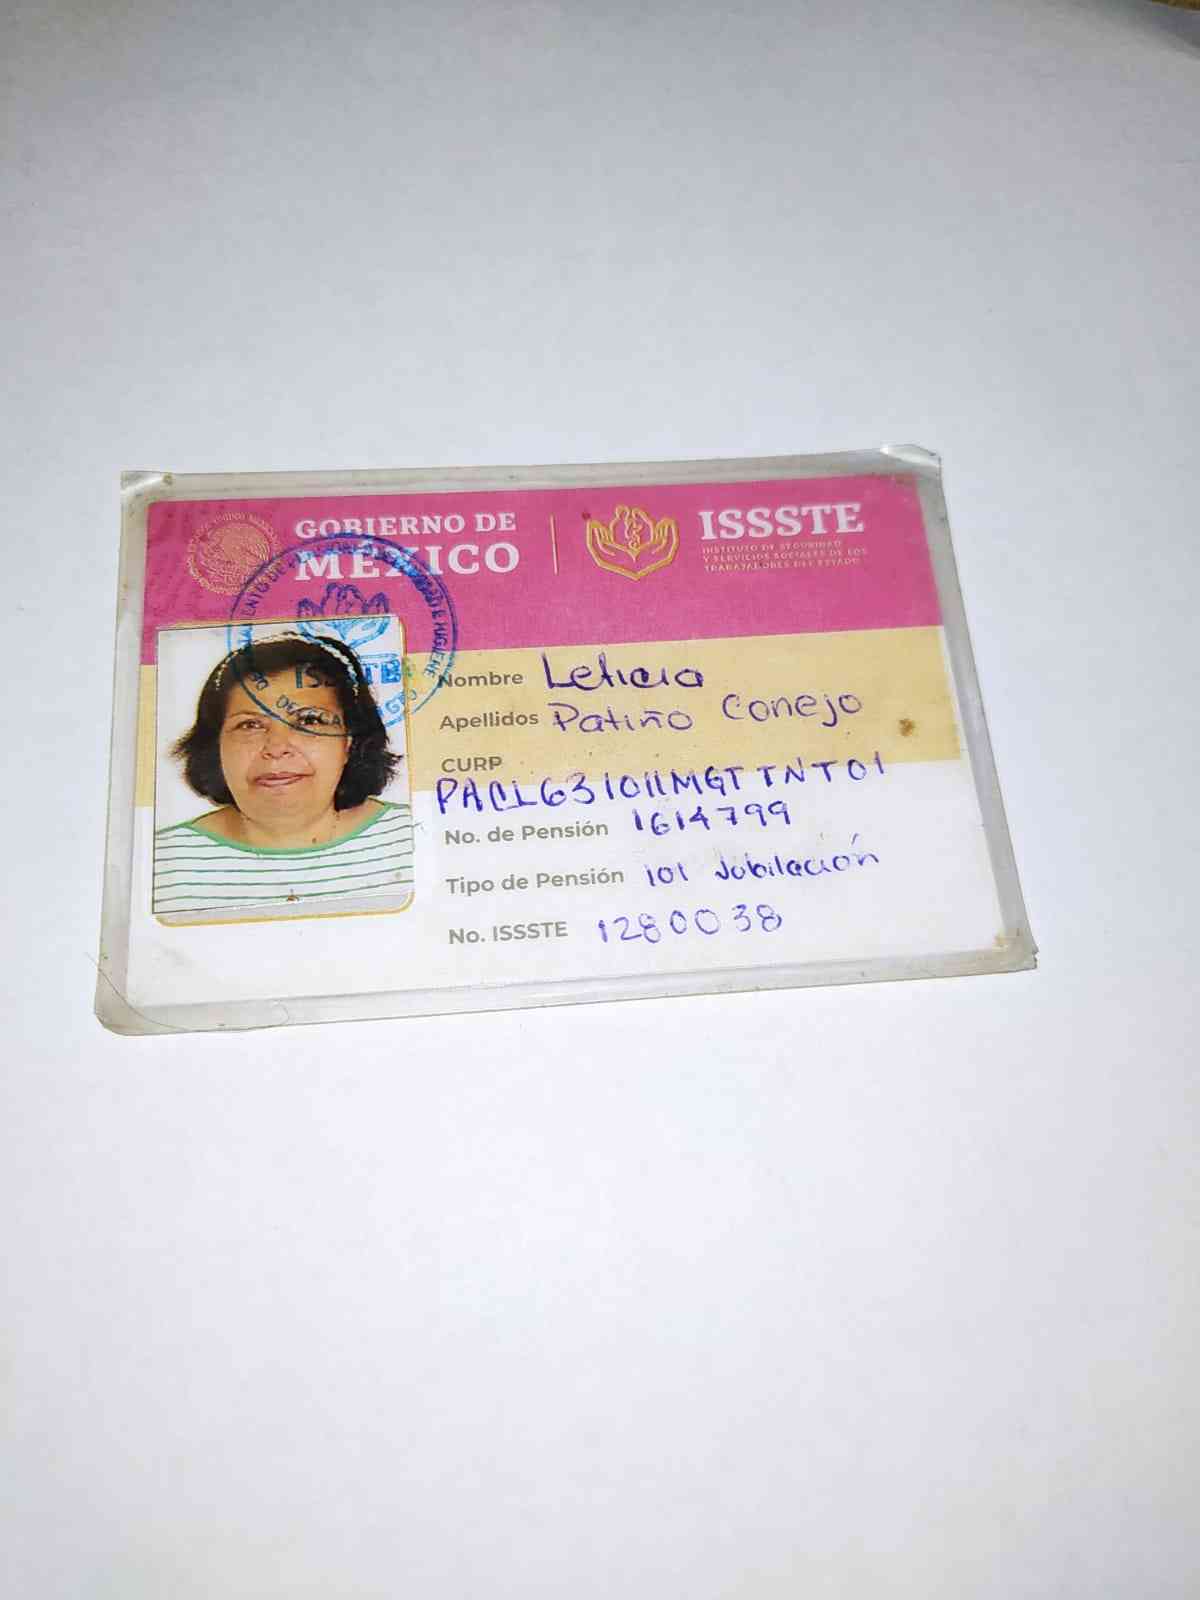 GOBIERNO DE
MÉXICO
ISSSTE
INSTITUTO DE SEGURIDAD
Y SERVICIOS SOCIALES DE LOS
TRABAJADORES DEL ESTADO
Nombre Leticia
Apellidos Patiño Conejo
CURP
PACL631011MGTTNT01
No. de Pensión 1614799
Tipo de Pensión 101 Jubilación
No. ISSSTE 1280038